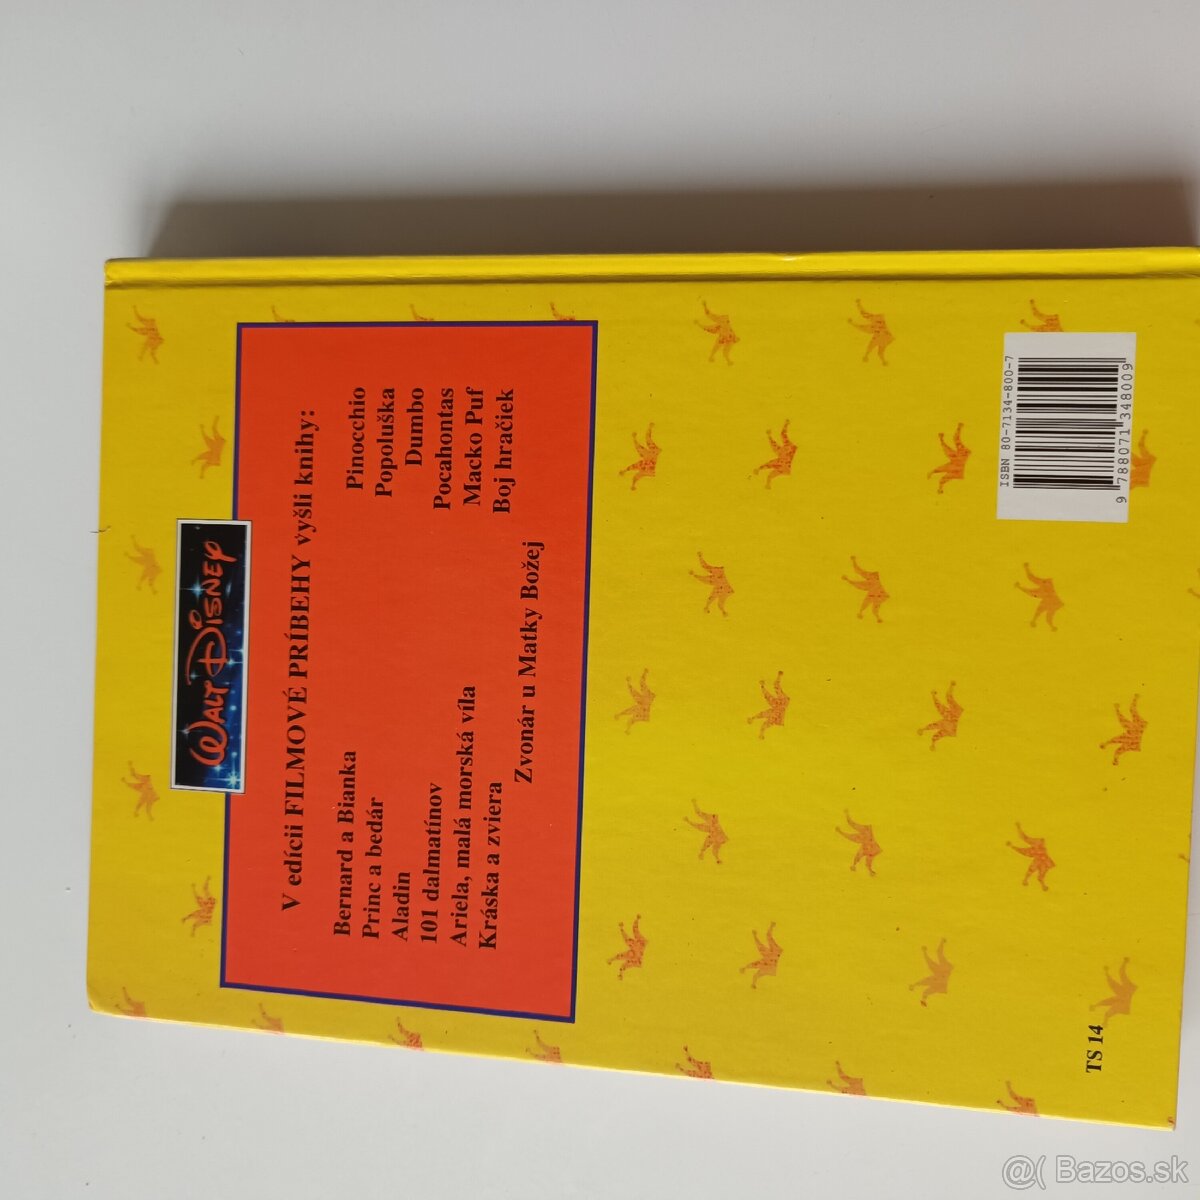 WALT DISNEY
V edícii FILMOVÉ PRÍBEHY vyšli knihy:
Bernard a Bianka
Princ a bedár
Aladin
101 dalmatínov
Ariela, malá morská víla
Kráska a zviera
Pinocchio
Popoluška
Dumbo
Pocahontas
Macko Puf
Boj hračiek
Zvonár u Matky Božej
TS 14
ISBN 80-7134-800-7
9 788071 348009
@( Bazos.sk